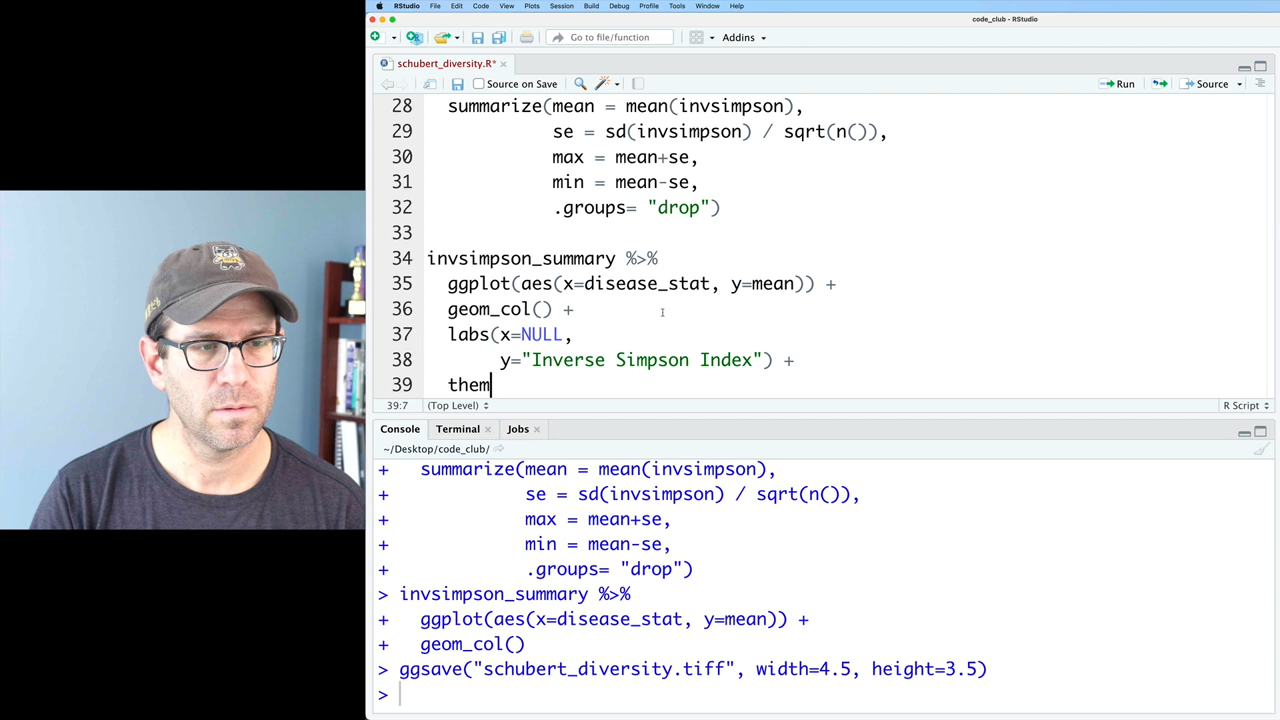 RStudio File Edit Code View Plots Session Build Debug Profile Tools Window Help
code_club - RStudio
Go to file/function Addins
schubert_diversity.R*
Source on Save Run Source
28 summarize(mean = mean(invsimpson),
29 se = sd(invsimpson) / sqrt(n()),
30 max = mean+se,
31 min = mean-se,
32 .groups= "drop")
33
34 invsimpson_summary %>%
35 ggplot(aes(x=disease_stat, y=mean)) +
36 geom_col() +
37 labs(x=NULL,
38 y="Inverse Simpson Index") +
39 them
39:7 (Top Level) R Script
Console Terminal Jobs
~/Desktop/code_club/
+ summarize(mean = mean(invsimpson),
+ se = sd(invsimpson) / sqrt(n()),
+ max = mean+se,
+ min = mean-se,
+ .groups= "drop")
> invsimpson_summary %>%
+ ggplot(aes(x=disease_stat, y=mean)) +
+ geom_col()
> ggsave("schubert_diversity.tiff", width=4.5, height=3.5)
>